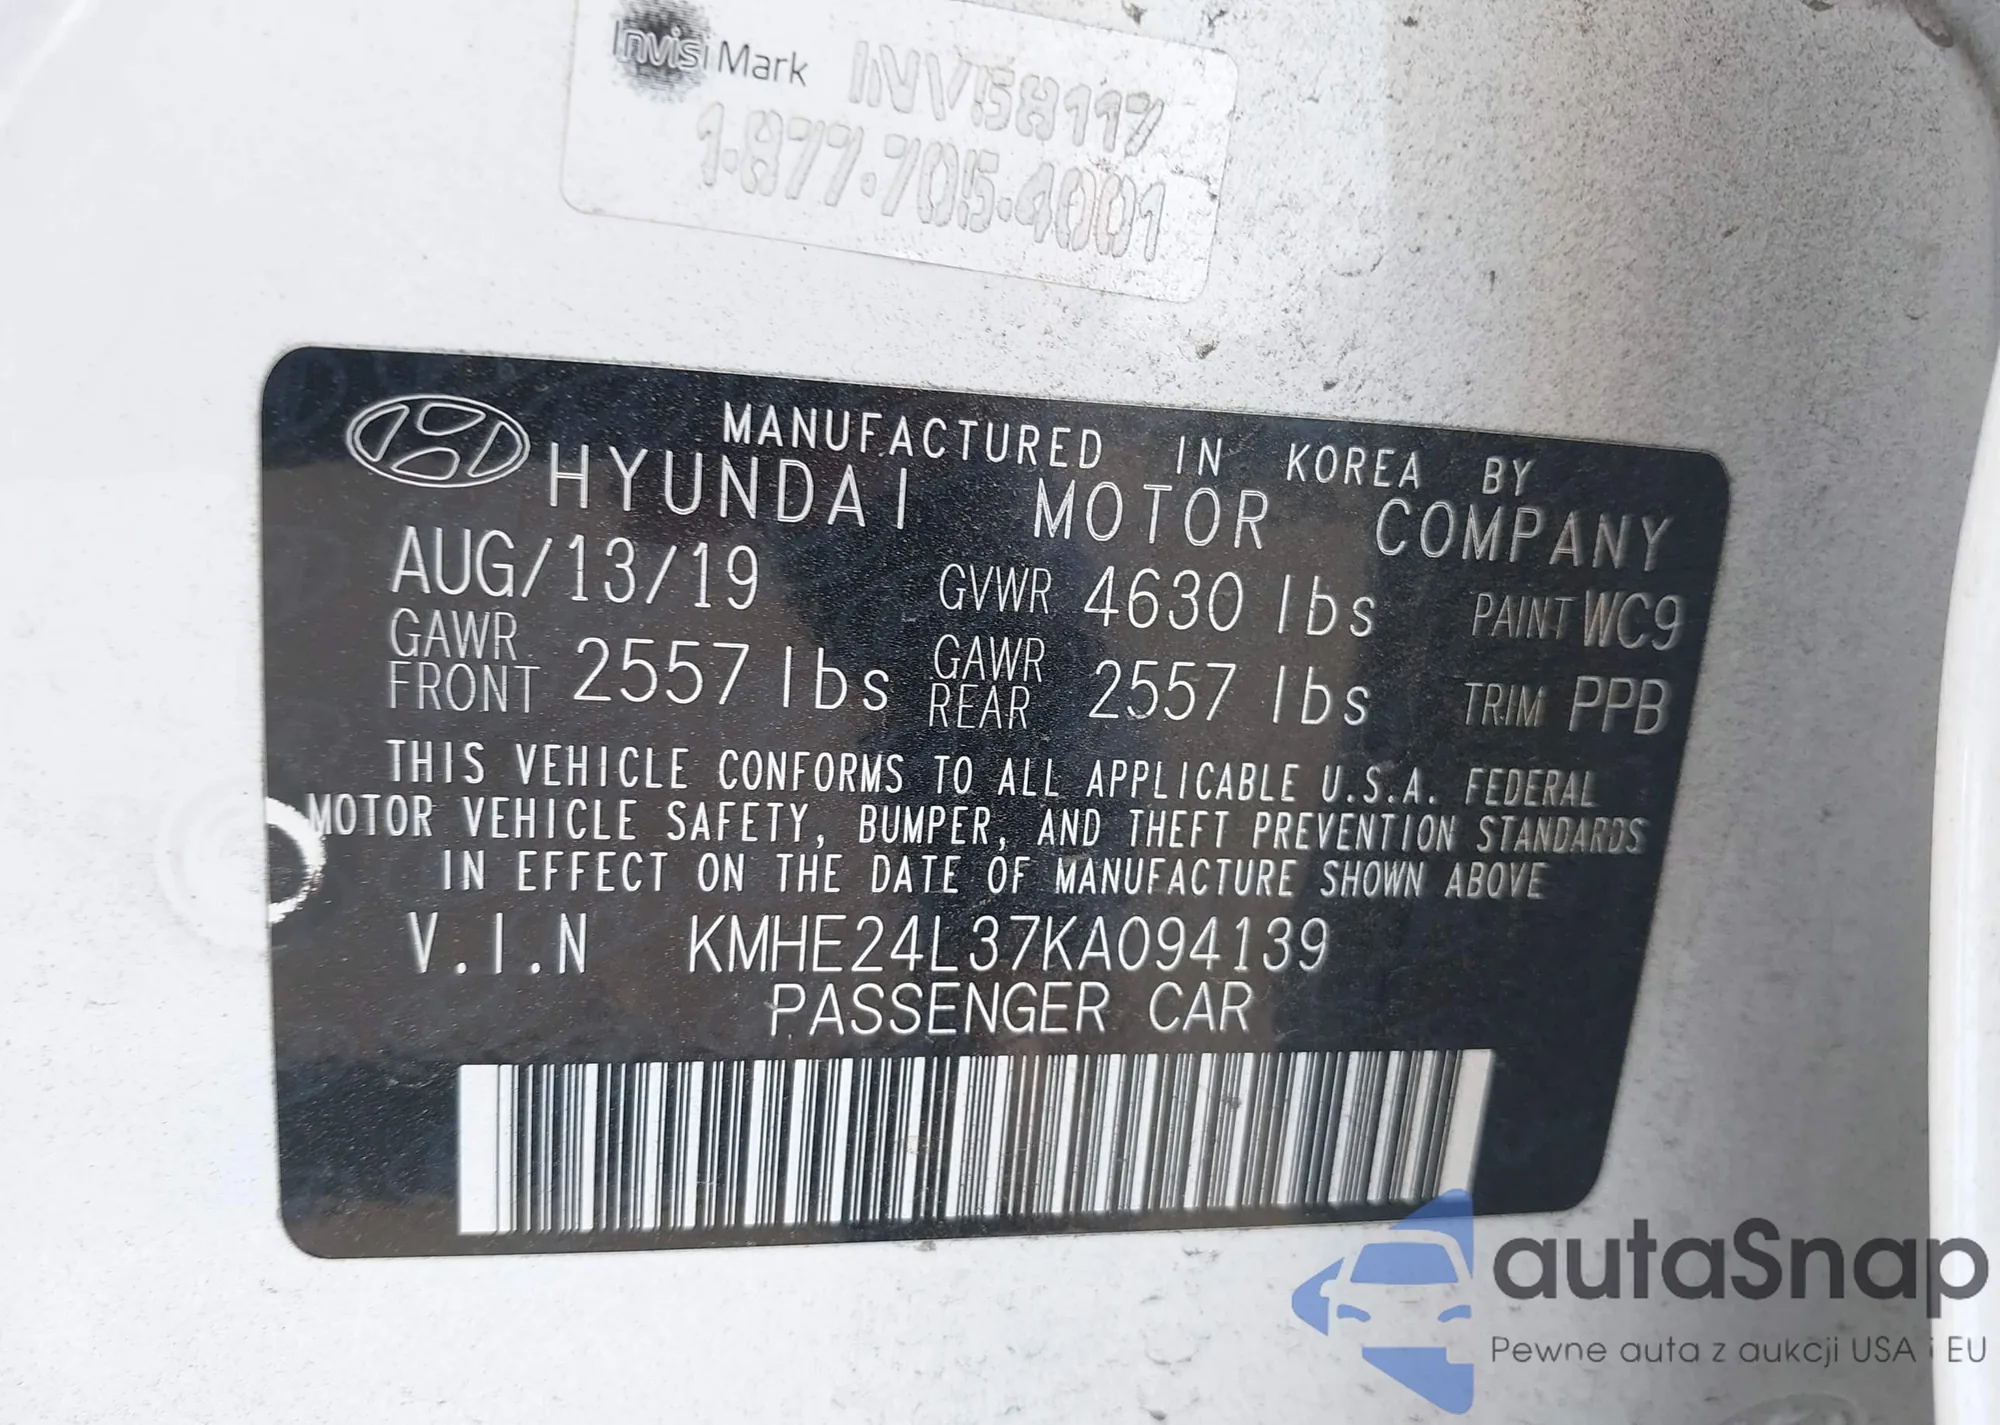 Invisi Mark INV58117
1.877.705.4001
MANUFACTURED IN KOREA BY
HYUNDAI MOTOR COMPANY
AUG/13/19 GVWR 4630 lbs PAINT WC9
GAWR FRONT 2557 lbs GAWR REAR 2557 lbs TRIM PPB
THIS VEHICLE CONFORMS TO ALL APPLICABLE U.S.A. FEDERAL
MOTOR VEHICLE SAFETY, BUMPER, AND THEFT PREVENTION STANDARDS
IN EFFECT ON THE DATE OF MANUFACTURE SHOWN ABOVE
V.I.N KMHE24L37KA094139
PASSENGER CAR
autaSnap
Pewne auta z aukcji USA i EU